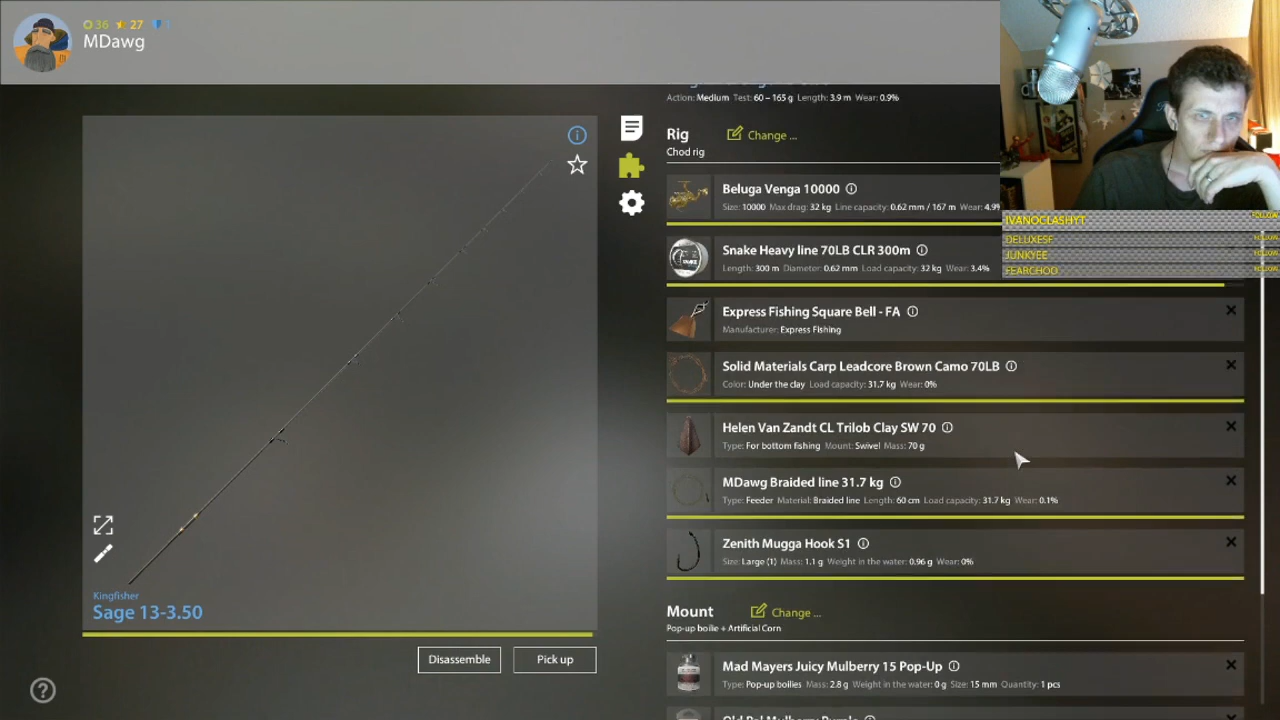 36 27
MDawg
Action: Medium Test: 60 – 165 g Length: 3.9 m Wear: 0.9%
Rig Change ...
Chod rig
Beluga Venga 10000
Size: 10000 Max drag: 32 kg Line capacity: 0.62 mm / 167 m Wear: 4.9%
Snake Heavy line 70LB CLR 300m
Length: 300 m Diameter: 0.62 mm Load capacity: 32 kg Wear: 3.4%
Express Fishing Square Bell - FA
Manufacturer: Express Fishing
Solid Materials Carp Leadcore Brown Camo 70LB
Color: Under the clay Load capacity: 31.7 kg Wear: 0%
Helen Van Zandt CL Trilob Clay SW 70
Type: For bottom fishing Mount: Swivel Mass: 70 g
MDawg Braided line 31.7 kg
Type: Feeder Material: Braided line Length: 60 cm Load capacity: 31.7 kg Wear: 0.1%
Zenith Mugga Hook S1
Size: Large (1) Mass: 1.1 g Weight in the water: 0.96 g Wear: 0%
Mount Change ...
Pop-up boilie + Artificial Corn
Mad Mayers Juicy Mulberry 15 Pop-Up
Type: Pop-up boilies Mass: 2.8 g Weight in the water: 0 g Size: 15 mm Quantity: 1 pcs
Kingfisher
Sage 13-3.50
Disassemble Pick up
?
IVANOCLASHYT FOLLOW
DELUXESF FOLLOW
JUNKYEE FOLLOW
FEARCHOO FOLLOW